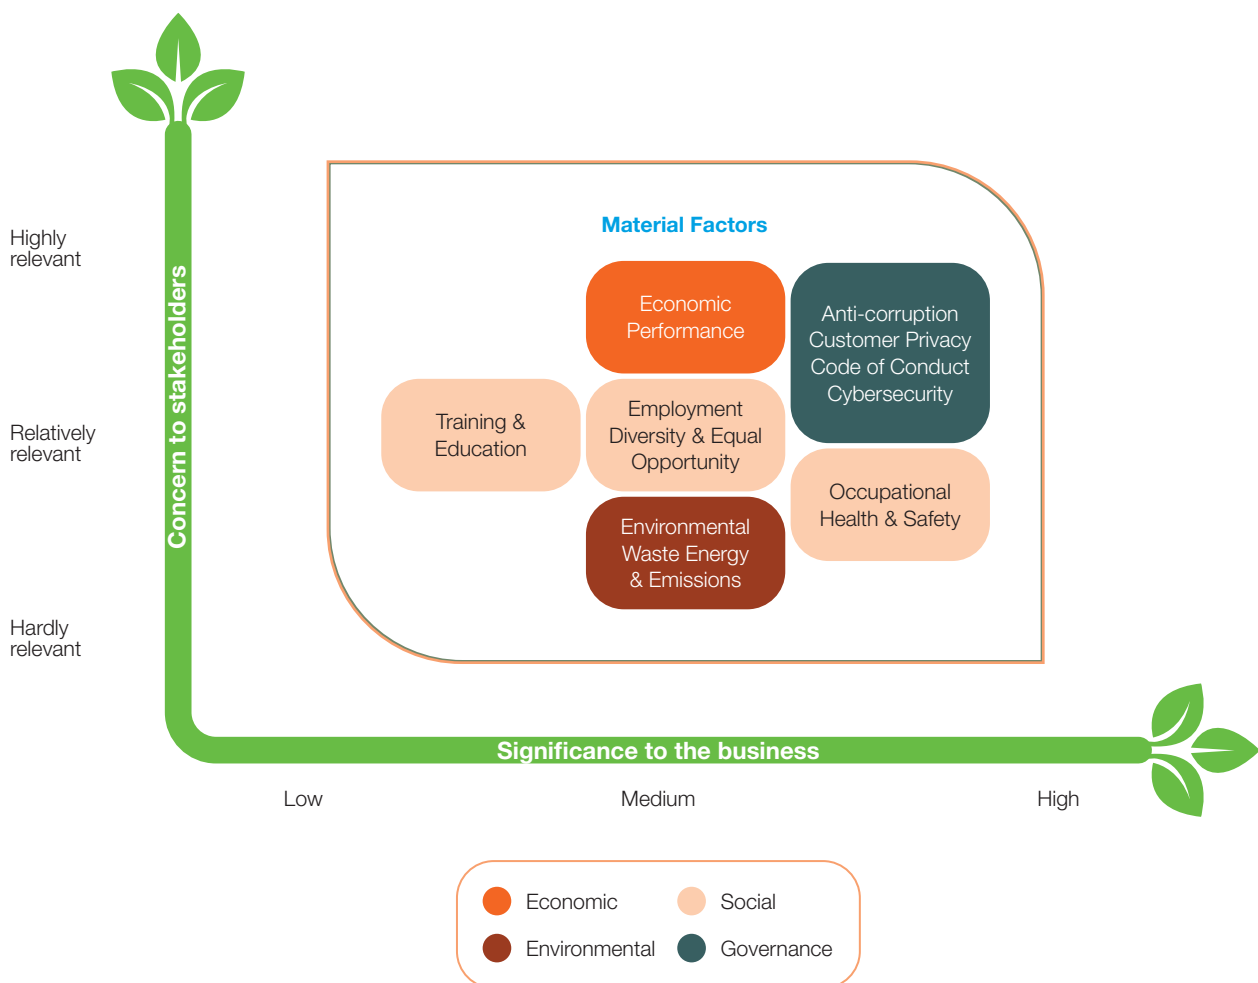 Material Factors
Highly
relevant
Relatively
relevant
Hardly
relevant
Concern to stakeholders
Economic
Performance
Anti-corruption
Customer Privacy
Code of Conduct
Cybersecurity
Training &
Education
Employment
Diversity & Equal
Opportunity
Occupational
Health & Safety
Environmental
Waste Energy
& Emissions
Significance to the business
Low
Medium
High
Economic
Social
Environmental
Governance